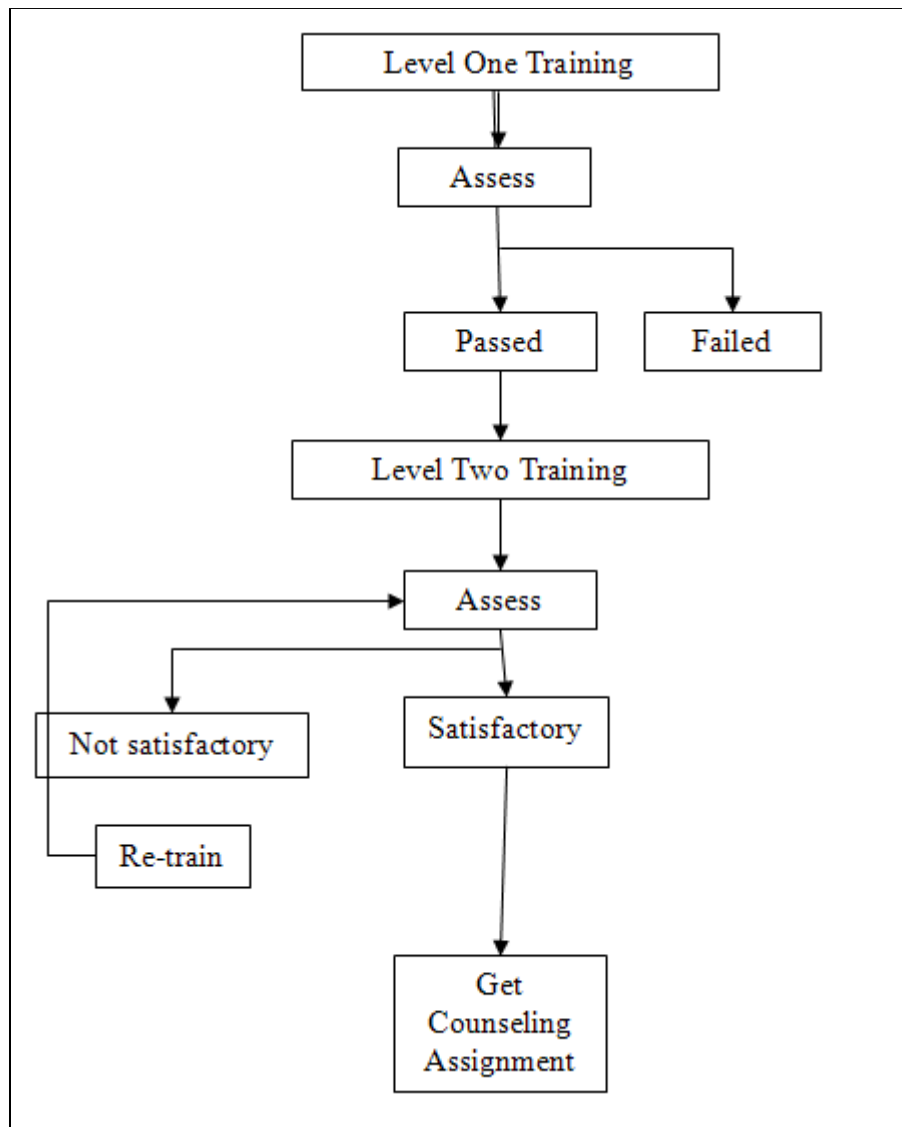 Level One Training
Assess
Passed
Failed
Level Two Training
Assess
Not satisfactory
Satisfactory
Re-train
Get
Counseling
Assignment